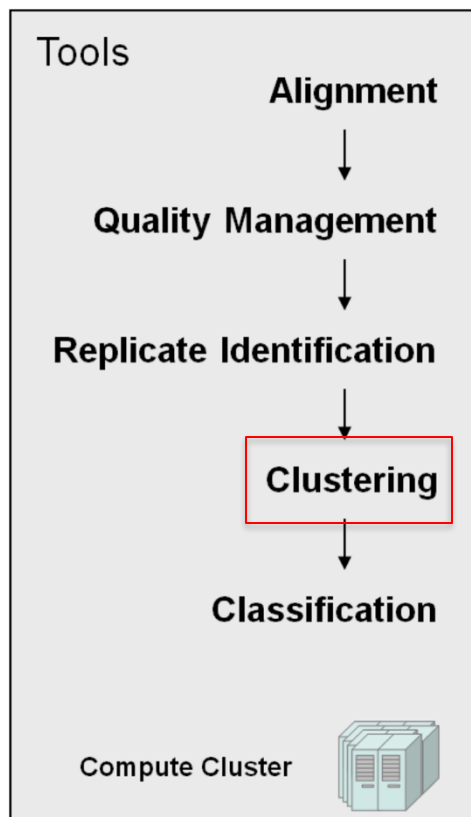 Tools
Alignment
Quality Management
Replicate Identification
Clustering
Classification
Compute Cluster